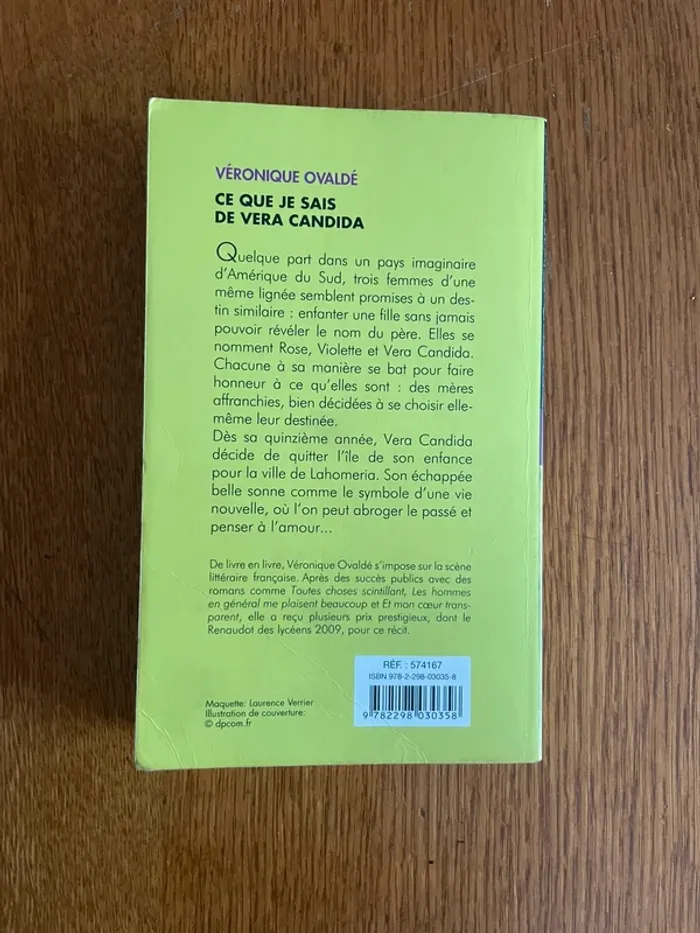 VÉRONIQUE OVALDÉ
CE QUE JE SAIS
DE VERA CANDIDA
Quelque part dans un pays imaginaire
d'Amérique du Sud, trois femmes d'une
même lignée semblent promises à un des-
tin similaire : enfanter une fille sans jamais
pouvoir révéler le nom du père. Elles se
nomment Rose, Violette et Vera Candida.
Chacune à sa manière se bat pour faire
honneur à ce qu'elles sont : des mères
affranchies, bien décidées à se choisir elle-
même leur destinée.
Dès sa quinzième année, Vera Candida
décide de quitter l'île de son enfance
pour la ville de Lahomeria. Son échappée
belle sonne comme le symbole d'une vie
nouvelle, où l'on peut abroger le passé et
penser à l'amour...
De livre en livre, Véronique Ovaldé s'impose sur la scène
littéraire française. Après des succès publics avec des
romans comme Toutes choses scintillant, Les hommes
en général me plaisent beaucoup et Et mon cœur trans-
parent, elle a reçu plusieurs prix prestigieux, dont le
Renaudot des lycéens 2009, pour ce récit.
RÉF. : 574167
ISBN 978-2-298-03035-8
9 782298 030358
Maquette: Laurence Verrier
Illustration de couverture:
© dpcom.fr